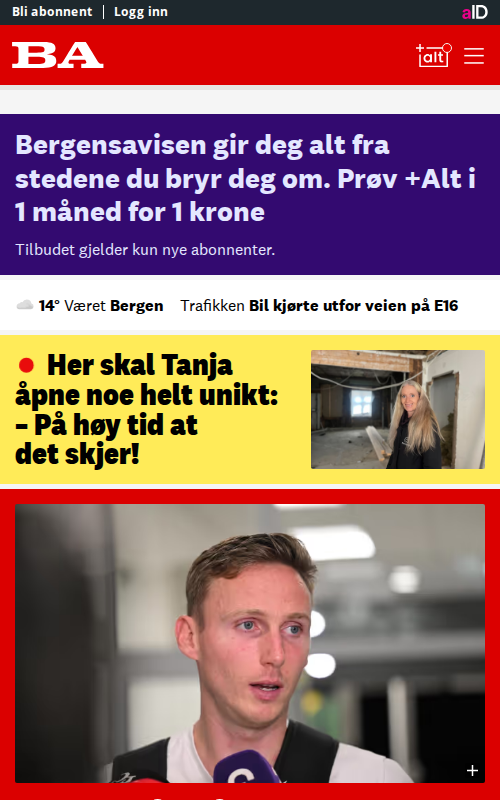 Bli abonnent | Logg inn
aID
BA
+alt
Bergensavisen gir deg alt fra
stedene du bryr deg om. Prøv +Alt i
1 måned for 1 krone
Tilbudet gjelder kun nye abonnenter.
14° Været Bergen Trafikken Bil kjørte utfor veien på E16
Her skal Tanja
åpne noe helt unikt:
– På høy tid at
det skjer!
+